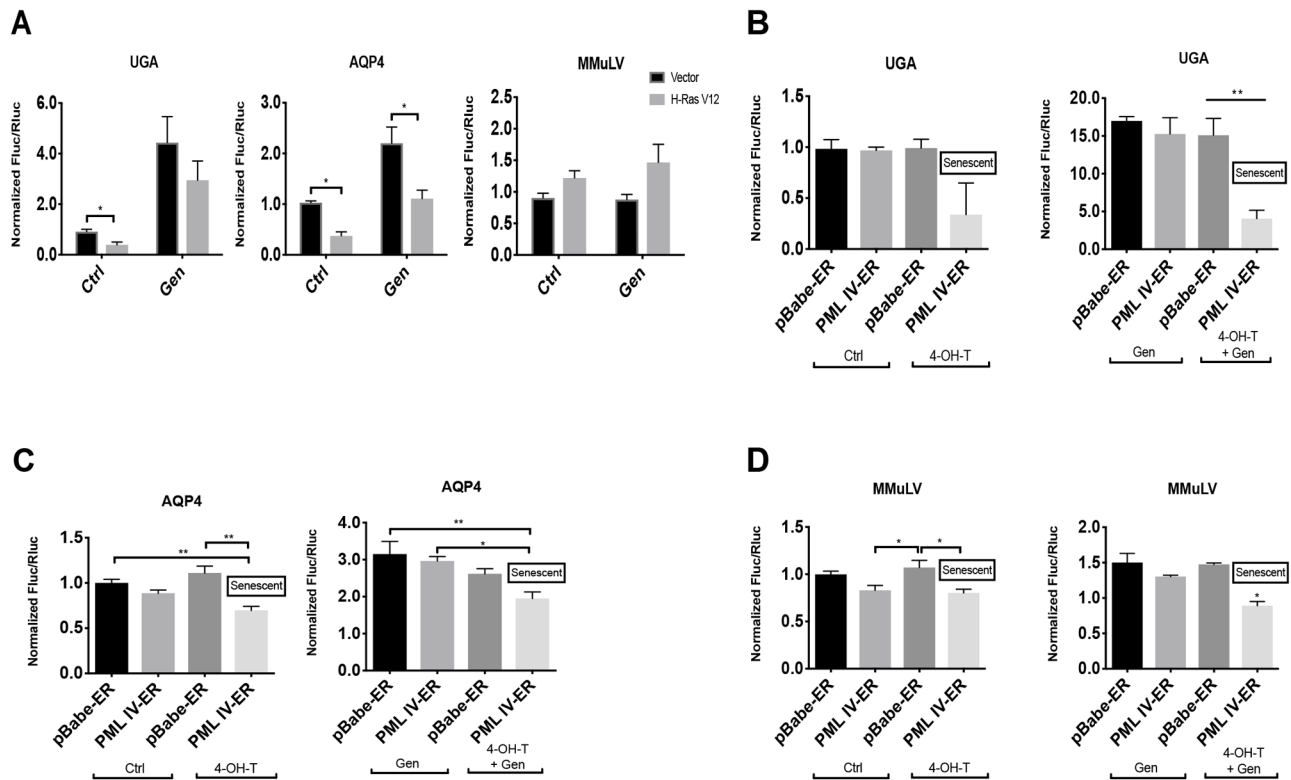 A
UGA
Normalized Fluc/Rluc
6.0
4.0
2.0
0.0
*
Ctrl
Gen
AQP4
Normalized Fluc/Rluc
3.0
2.0
1.0
0.0
*
*
Ctrl
Gen
MMuLV
Vector
H-Ras V12
Normalized Fluc/Rluc
2.5
2.0
1.5
1.0
0.5
0.0
Ctrl
Gen
B
UGA
Normalized Fluc/Rluc
1.5
1.0
0.5
0.0
Senescent
pBabe-ER
PML IV-ER
pBabe-ER
PML IV-ER
Ctrl
4-OH-T
UGA
Normalized Fluc/Rluc
20.0
15.0
10.0
5.0
0.0
**
Senescent
pBabe-ER
PML IV-ER
pBabe-ER
PML IV-ER
Gen
4-OH-T
+ Gen
C
AQP4
Normalized Fluc/Rluc
1.5
1.0
0.5
0.0
**
**
Senescent
pBabe-ER
PML IV-ER
pBabe-ER
PML IV-ER
Ctrl
4-OH-T
AQP4
Normalized Fluc/Rluc
4.0
3.0
2.0
1.0
0.0
**
*
Senescent
pBabe-ER
PML IV-ER
pBabe-ER
PML IV-ER
Gen
4-OH-T
+ Gen
D
MMuLV
Normalized Fluc/Rluc
1.5
1.0
0.5
0.0
*
*
Senescent
pBabe-ER
PML IV-ER
pBabe-ER
PML IV-ER
Ctrl
4-OH-T
MMuLV
Normalized Fluc/Rluc
2.0
1.5
1.0
0.5
0.0
Senescent
*
pBabe-ER
PML IV-ER
pBabe-ER
PML IV-ER
Gen
4-OH-T
+ Gen